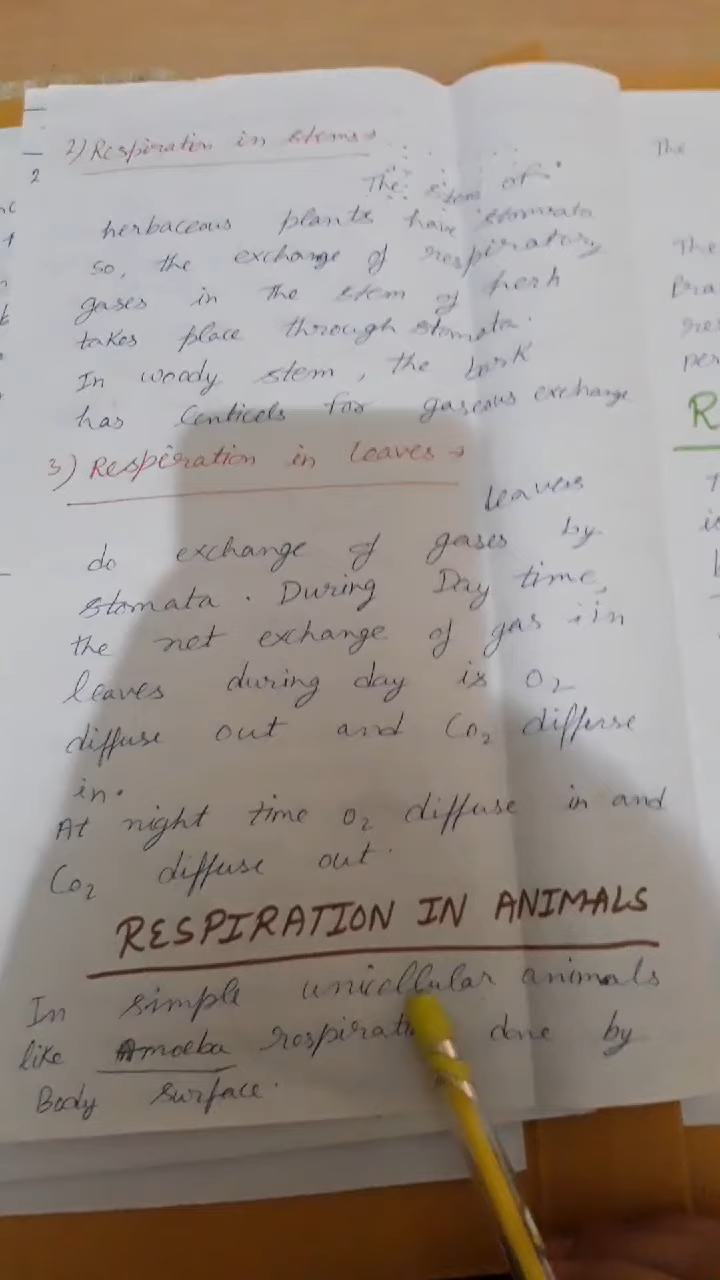 2) Respiration in stems →
2
The stem of
herbaceous plants have stomata
so, the exchange of respiratory
gases in the stem of herb
takes place through stomata.
In woody stem, the bark
has lenticels for gaseous exchange
3) Respiration in leaves →
leaves
do exchange of gases by
stomata. During Day time,
the net exchange of gas in
leaves during day is O2
diffuse out and CO2 diffuse
in.
At night time O2 diffuse in and
CO2 diffuse out.
RESPIRATION IN ANIMALS
In simple unicellular animals
like Amoeba respiration done by
Body surface.
The
The
R